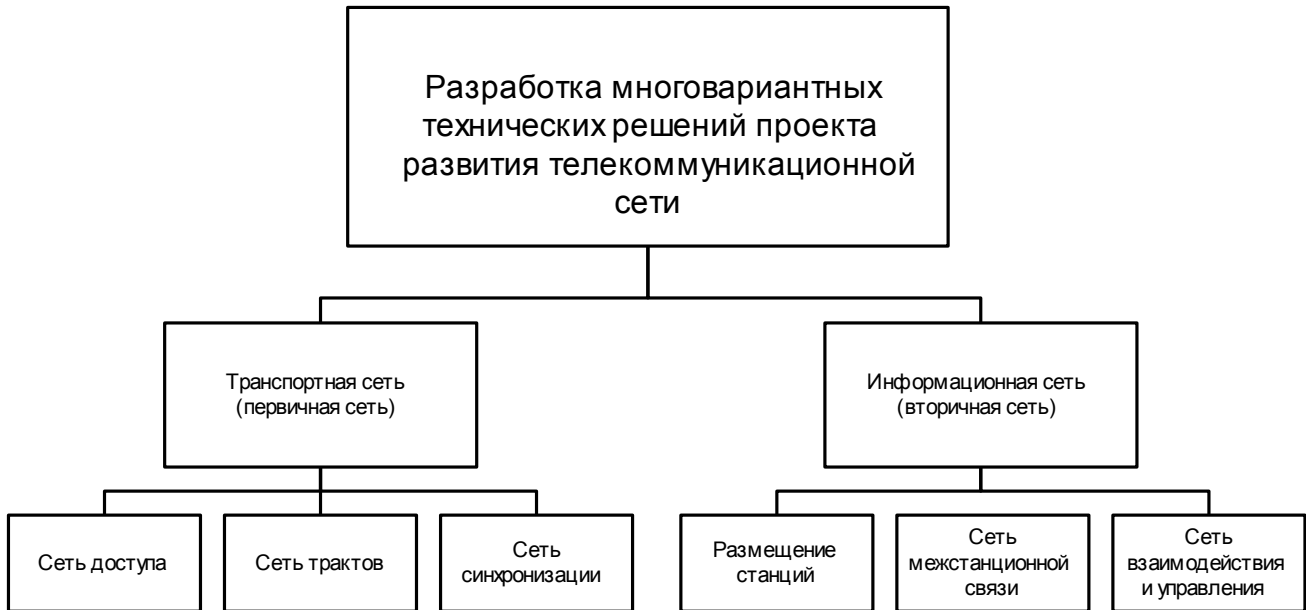 Разработка многовариантных
технических решений проекта
развития телекоммуникационной
сети
Транспортная сеть
(первичная сеть)
Информационная сеть
(вторичная сеть)
Сеть доступа
Сеть трактов
Сеть
синхронизации
Размещение
станций
Сеть
межстанционной
связи
Сеть
взаимодействия
и управления